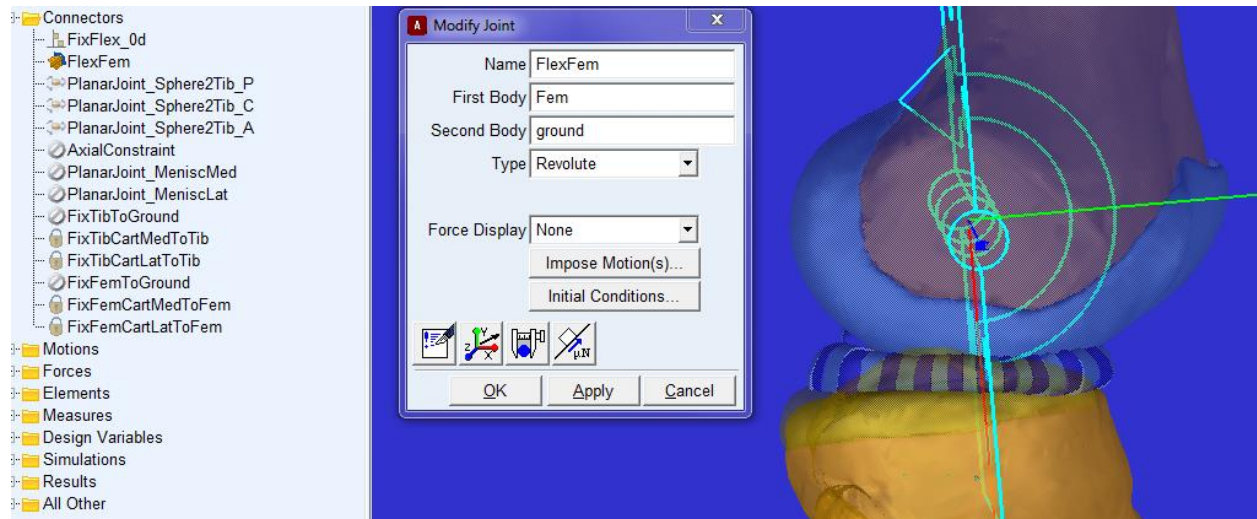 Connectors
FixFlex_0d
FlexFem
PlanarJoint_Sphere2Tib_P
PlanarJoint_Sphere2Tib_C
PlanarJoint_Sphere2Tib_A
AxialConstraint
PlanarJoint_MeniscMed
PlanarJoint_MeniscLat
FixTibToGround
FixTibCartMedToTib
FixTibCartLatToTib
FixFemToGround
FixFemCartMedToFem
FixFemCartLatToFem
Motions
Forces
Elements
Measures
Design Variables
Simulations
Results
All Other
A Modify Joint X
Name FlexFem
First Body Fem
Second Body ground
Type Revolute
Force Display None
Impose Motion(s)...
Initial Conditions...
Z Y X μN
OK Apply Cancel